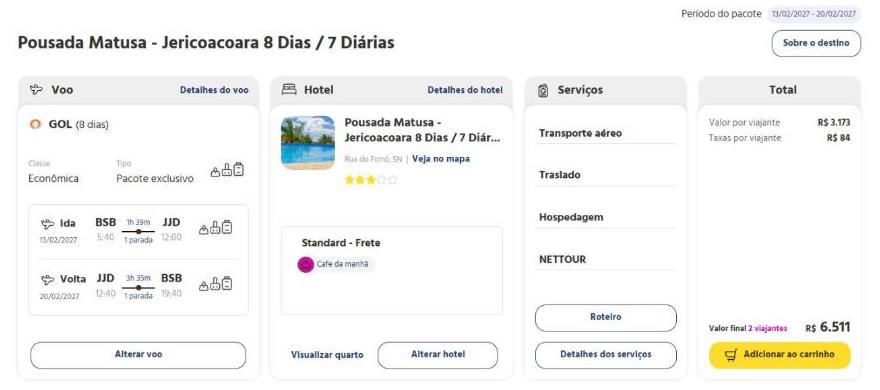 Período do pacote 13/02/2027 - 20/02/2027
Pousada Matusa - Jericoacoara 8 Dias / 7 Diárias
Sobre o destino
Voo
Detalhes do voo
GOL (8 dias)
Classe
Econômica
Tipo
Pacote exclusivo
Ida
13/02/2027
BSB
5:40
1h 39m
1 parada
JJD
12:00
Volta
20/02/2027
JJD
12:40
3h 35m
1 parada
BSB
19:40
Alterar voo
Hotel
Detalhes do hotel
Pousada Matusa -
Jericoacoara 8 Dias / 7 Diár...
Rua do Forró, SN | Veja no mapa
Standard - Frete
Cafe da manhã
Visualizar quarto
Alterar hotel
Serviços
Transporte aéreo
Traslado
Hospedagem
NETTOUR
Roteiro
Detalhes dos serviços
Total
Valor por viajante R$ 3.173
Taxas por viajante R$ 84
Valor final 2 viajantes R$ 6.511
Adicionar ao carrinho